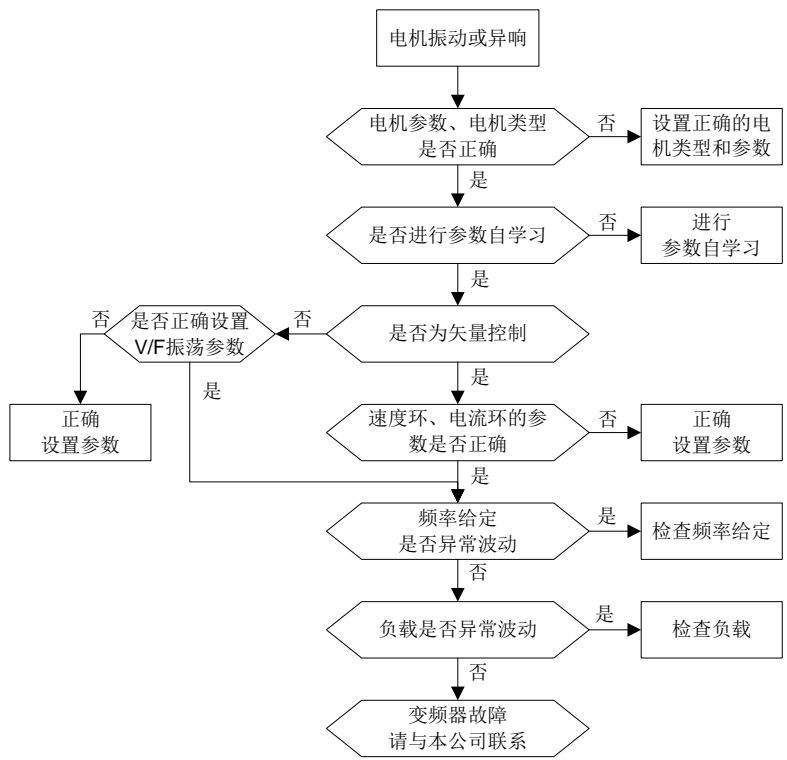 电机振动或异响
电机参数、电机类型
是否正确
否
设置正确的电
机类型和参数
是
是否进行参数自学习
否
进行
参数自学习
是
是否为矢量控制
否
是否正确设置
V/F振荡参数
否
正确
设置参数
是
是
速度环、电流环的参
数是否正确
否
正确
设置参数
是
频率给定
是否异常波动
是
检查频率给定
否
负载是否异常波动
是
检查负载
否
变频器故障
请与本公司联系